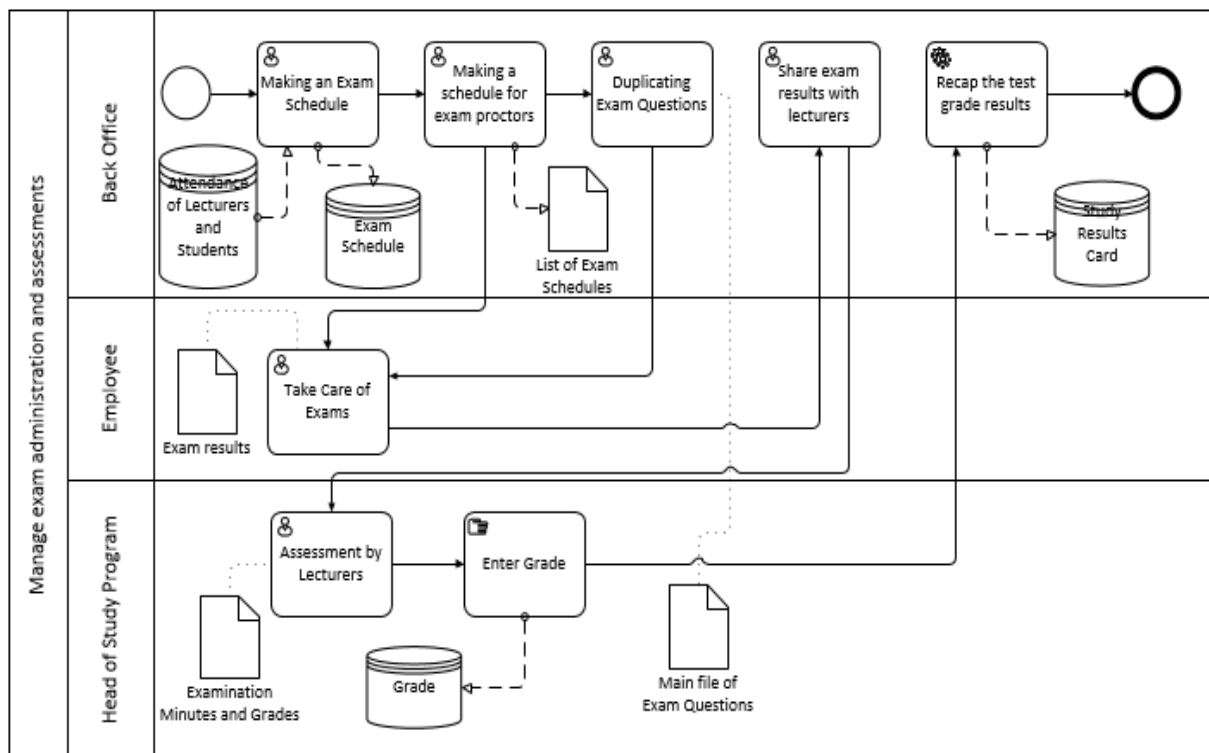 Manage exam administration and assessments
Back Office
Making an Exam
Schedule
Making a
schedule for
exam proctors
Duplicating
Exam Questions
Share exam
results with
lecturers
Recap the test
grade results
Attendance
of Lecturers
and
Students
Exam
Schedule
List of Exam
Schedules
Study
Results
Card
Employee
Take Care of
Exams
Exam results
Head of Study Program
Assessment by
Lecturers
Enter Grade
Examination
Minutes and Grades
Grade
Main file of
Exam Questions